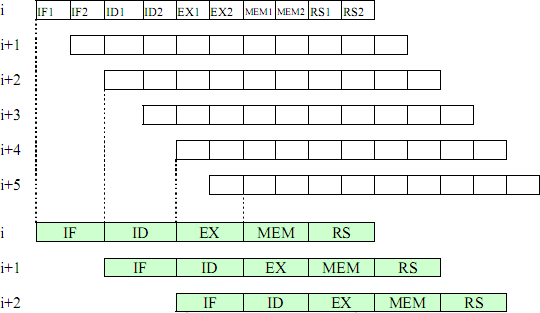 i IF1 IF2 ID1 ID2 EX1 EX2 MEM1 MEM2 RS1 RS2
i+1
i+2
i+3
i+4
i+5
i IF ID EX MEM RS
i+1 IF ID EX MEM RS
i+2 IF ID EX MEM RS